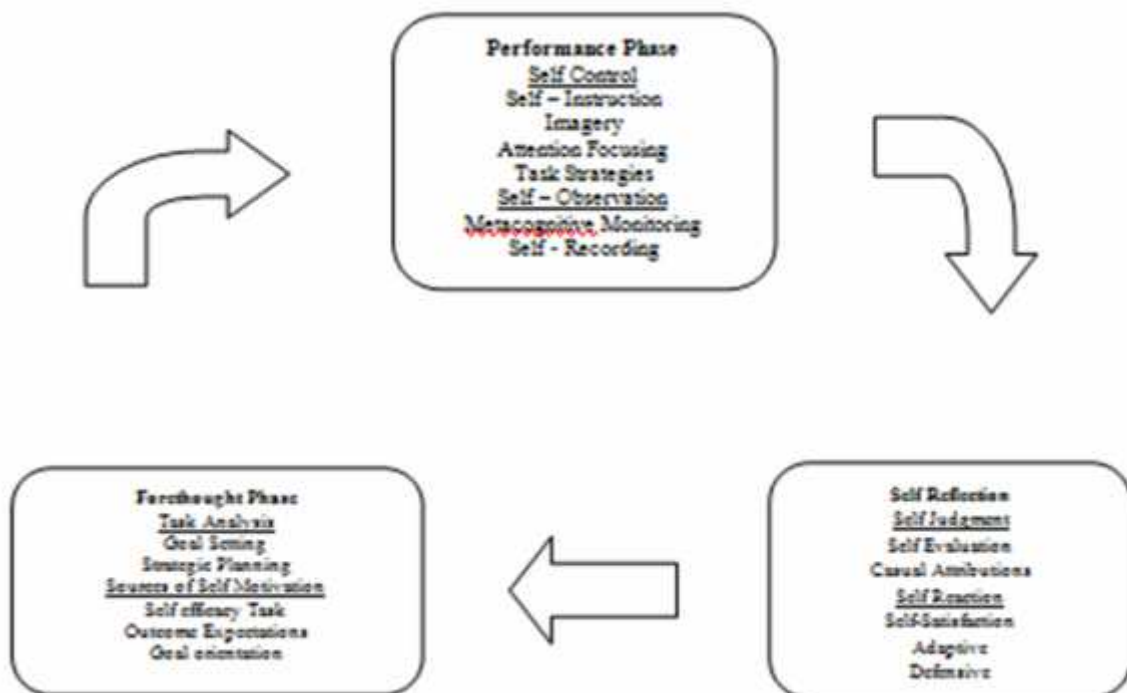 Performance Phase
Self Control
Self – Instruction
Imagery
Attention Focusing
Task Strategies
Self – Observation
Metacognitive Monitoring
Self - Recording
Forethought Phase
Task Analysis
Goal Setting
Strategic Planning
Sources of Self Motivation
Self efficacy Task
Outcome Expectations
Goal orientation
Self Reflection
Self Judgment
Self Evaluation
Casual Attributions
Self Reaction
Self-Satisfaction
Adaptive
Defensive